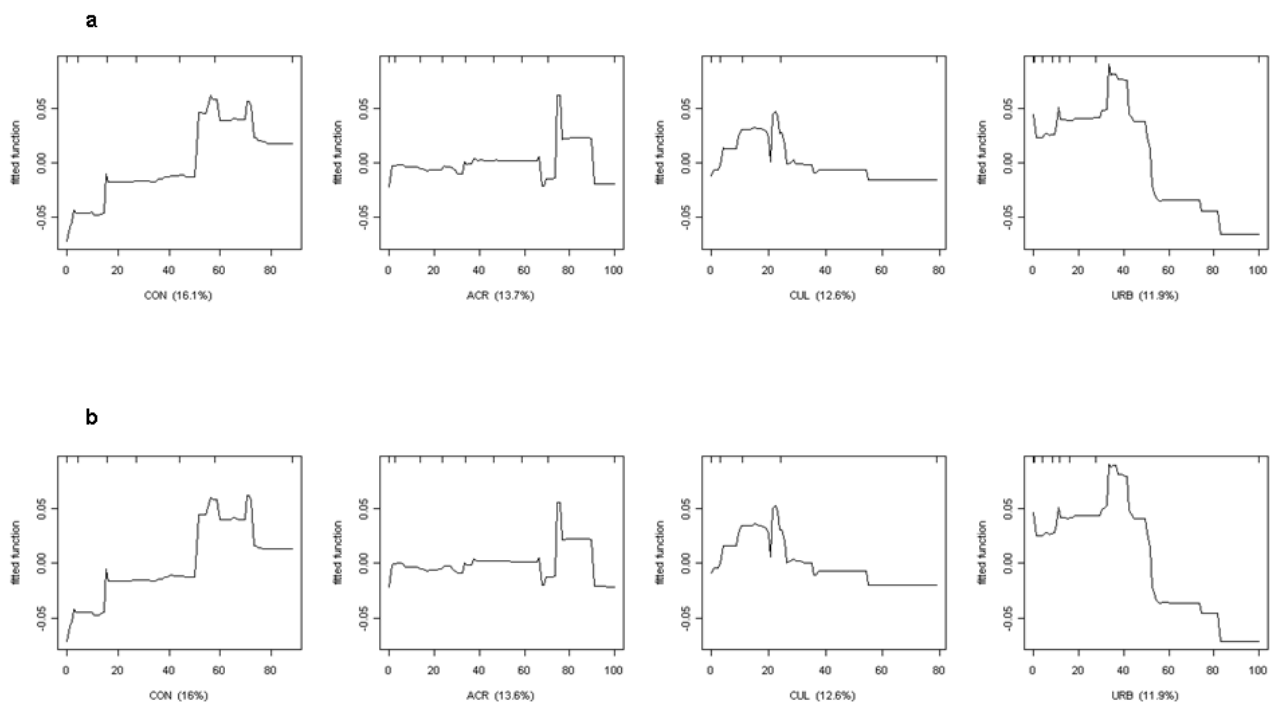 a
fitted function
-0.05 0.00 0.05
0 20 40 60 80
CON (16.1%)
fitted function
-0.05 0.00 0.05
0 20 40 60 80 100
ACR (13.7%)
fitted function
-0.05 0.00 0.05
0 20 40 60 80
CUL (12.6%)
fitted function
-0.05 0.00 0.05
0 20 40 60 80 100
URB (11.9%)
b
fitted function
-0.05 0.00 0.05
0 20 40 60 80
CON (16%)
fitted function
-0.05 0.00 0.05
0 20 40 60 80 100
ACR (13.6%)
fitted function
-0.05 0.00 0.05
0 20 40 60 80
CUL (12.6%)
fitted function
-0.05 0.00 0.05
0 20 40 60 80 100
URB (11.9%)